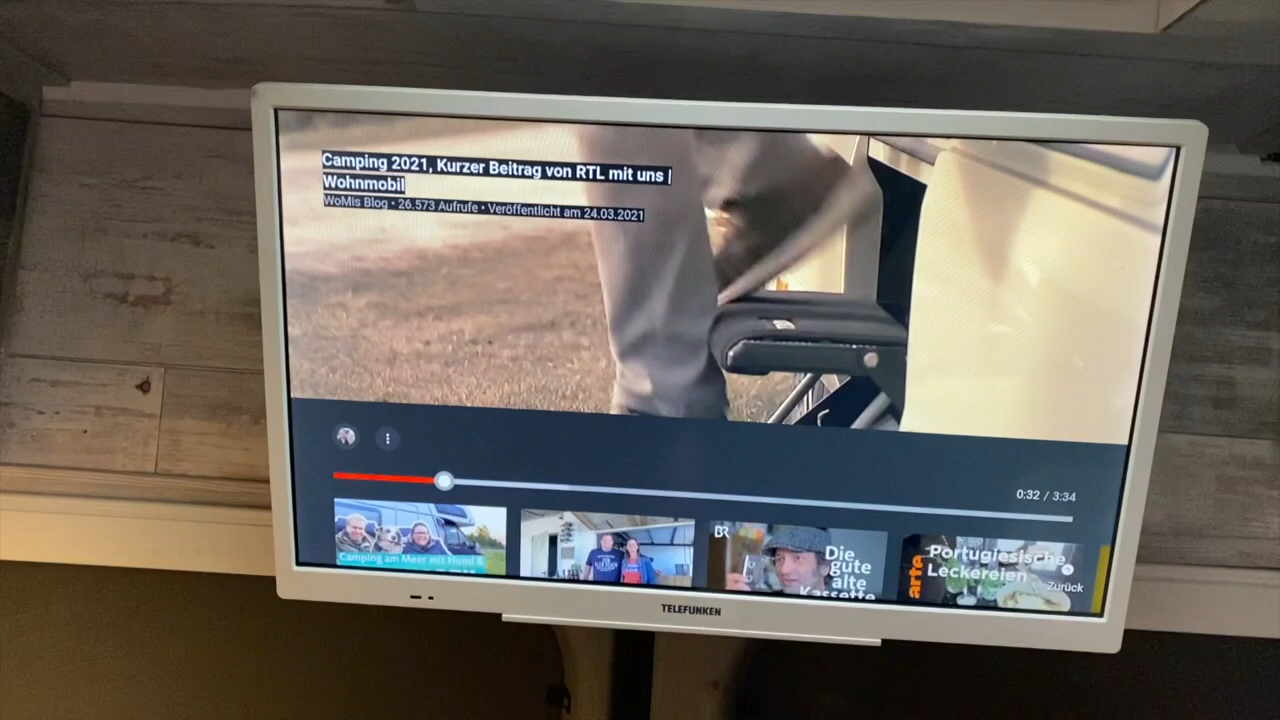 Camping 2021, Kurzer Beitrag von RTL mit uns |
Wohnmobil
WoMis Blog • 26.573 Aufrufe • Veröffentlicht am 24.03.2021
0:32 / 3:34
Camping am Meer mit Hund &
BR
Die
gute
alte
Kassette
arte
Portugiesische
Leckereien
Zurück
TELEFUNKEN